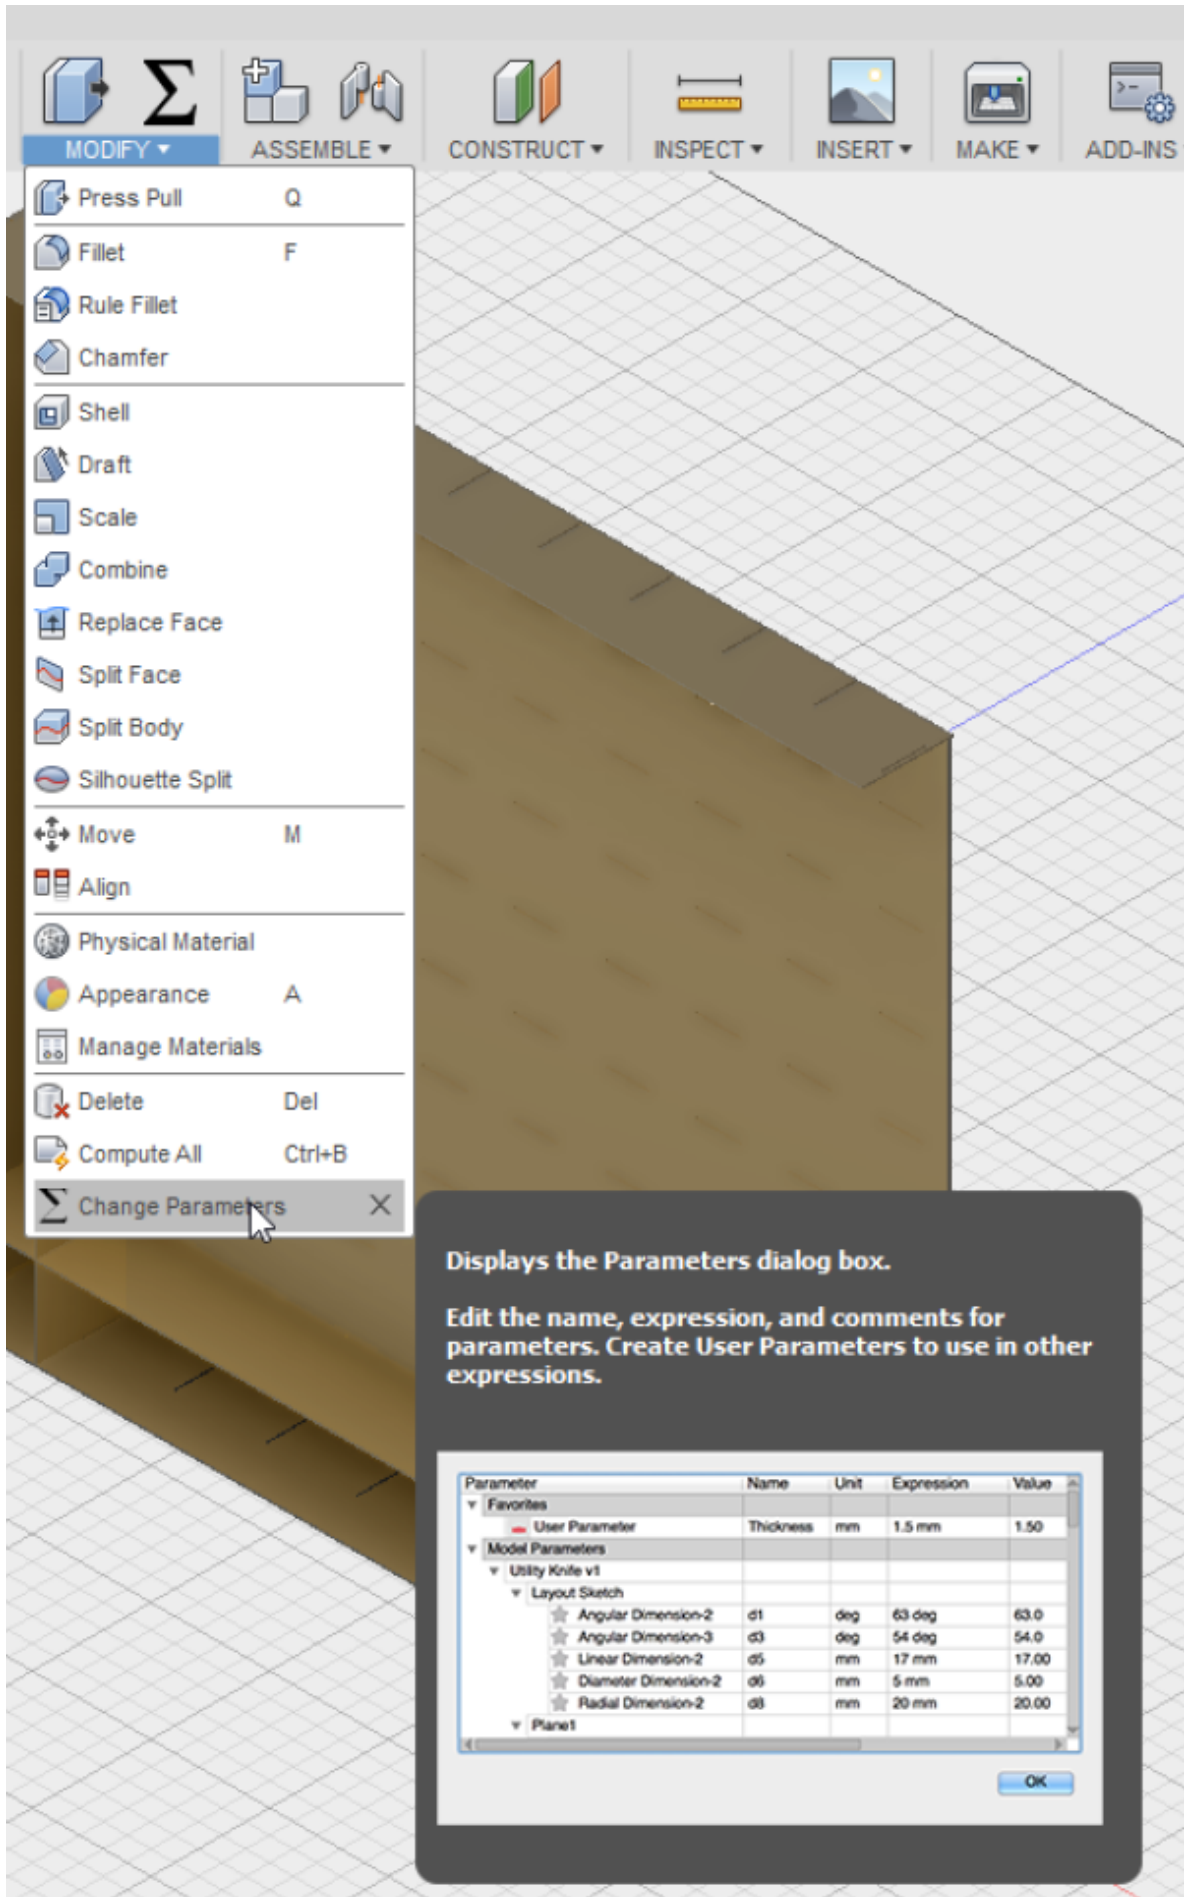 MODIFY ASSEMBLE CONSTRUCT INSPECT INSERT MAKE ADD-INS
Press Pull Q
Fillet F
Rule Fillet
Chamfer
Shell
Draft
Scale
Combine
Replace Face
Split Face
Split Body
Silhouette Split
Move M
Align
Physical Material
Appearance A
Manage Materials
Delete Del
Compute All Ctrl+B
Change Parameters
Displays the Parameters dialog box.
Edit the name, expression, and comments for
parameters. Create User Parameters to use in other
expressions.
Parameter Name Unit Expression Value
Favorites
User Parameter Thickness mm 1.5 mm 1.50
Model Parameters
Utility Knife v1
Layout Sketch
Angular Dimension-2 d1 deg 63 deg 63.0
Angular Dimension-3 d3 deg 54 deg 54.0
Linear Dimension-2 d5 mm 17 mm 17.00
Diameter Dimension-2 d6 mm 5 mm 5.00
Radial Dimension-2 d8 mm 20 mm 20.00
Plane1
OK